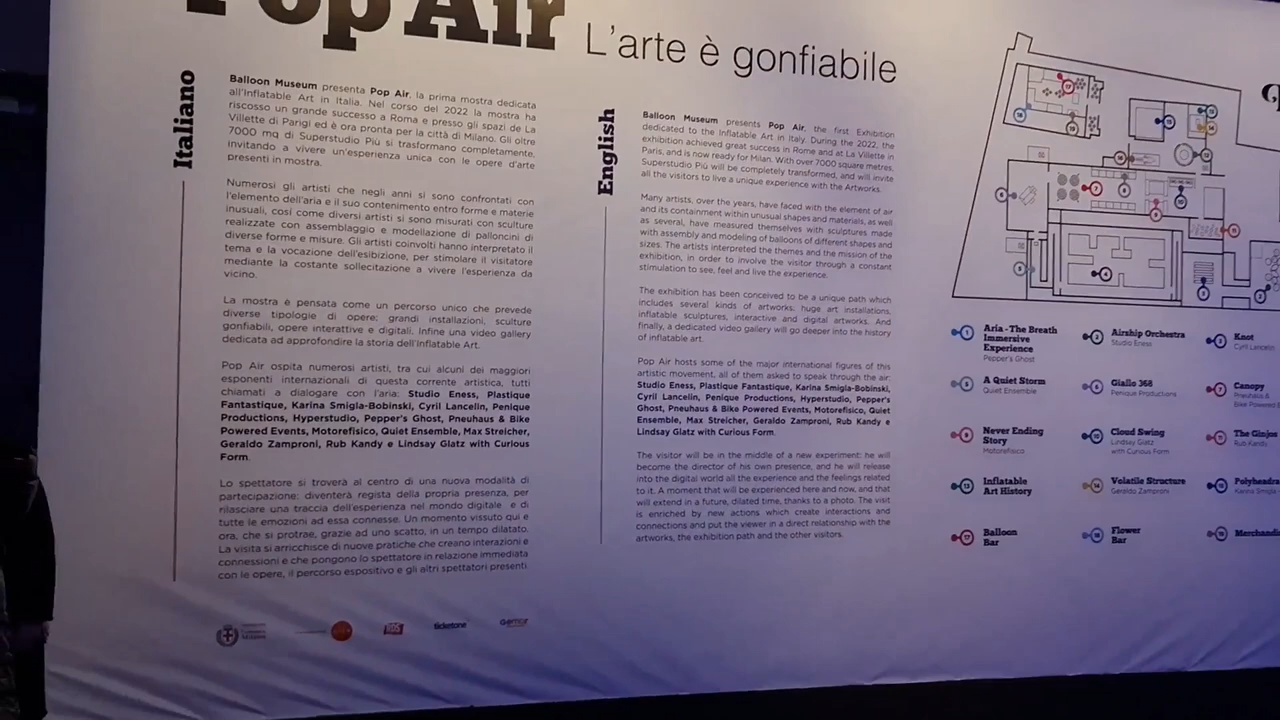 Pop Air L'arte è gonfiabile
Italiano
Balloon Museum presenta Pop Air, la prima mostra dedicata
all'Inflatable Art in Italia. Nel corso del 2022 la mostra ha
riscosso un grande successo a Roma e presso gli spazi de La
Villette di Parigi ed è ora pronta per la città di Milano. Gli oltre
7000 mq di Superstudio Più si trasformano completamente,
invitando a vivere un'esperienza unica con le opere d'arte
presenti in mostra.
Numerosi gli artisti che negli anni si sono confrontati con
l'elemento dell'aria e il suo contenimento entro forme e materie
inusuali, così come diversi artisti si sono misurati con sculture
realizzate con assemblaggio e modellazione di palloncini di
diverse forme e misure. Gli artisti coinvolti hanno interpretato il
tema e la vocazione dell'esibizione, per stimolare il visitatore
mediante la costante sollecitazione a vivere l'esperienza da
vicino.
La mostra è pensata come un percorso unico che prevede
diverse tipologie di opere: grandi installazioni, sculture
gonfiabili, opere interattive e digitali. Infine una video gallery
dedicata ad approfondire la storia dell'Inflatable Art.
Pop Air ospita numerosi artisti, tra cui alcuni dei maggiori
esponenti internazionali di questa corrente artistica, tutti
chiamati a dialogare con l'aria: Studio Eness, Plastique
Fantastique, Karina Smigla-Bobinski, Cyril Lancelin, Penique
Productions, Hyperstudio, Pepper's Ghost, Pneuhaus & Bike
Powered Events, Motorefisico, Quiet Ensemble, Max Streicher,
Geraldo Zamproni, Rub Kandy e Lindsay Glatz with Curious
Form.
Lo spettatore si troverà al centro di una nuova modalità di
partecipazione: diventerà regista della propria presenza, per
rilasciare una traccia dell'esperienza nel mondo digitale e di
tutte le emozioni ad essa connesse. Un momento vissuto qui e
ora, che si protrae, grazie ad uno scatto, in un tempo dilatato.
La visita si arricchisce di nuove pratiche che creano interazioni e
connessioni e che pongono lo spettatore in relazione immediata
con le opere, il percorso espositivo e gli altri spettatori presenti.
English
Balloon Museum presents Pop Air, the first Exhibition
dedicated to the Inflatable Art in Italy. During the 2022, the
exhibition achieved great success in Rome and at La Villette in
Paris, and is now ready for Milan. With over 7000 square metres,
Superstudio Più will be completely transformed, and will invite
all the visitors to live a unique experience with the Artworks.
Many artists, over the years, have faced with the element of air
and its containment within unusual shapes and materials, as well
as several, have measured themselves with sculptures made
with assembly and modeling of balloons of different shapes and
sizes. The artists interpreted the themes and the mission of the
exhibition, in order to involve the visitor through a constant
stimulation to see, feel and live the experience.
The exhibition has been conceived to be a unique path which
includes several kinds of artworks: huge art installations,
inflatable sculptures, interactive and digital artworks. And
finally, a dedicated video gallery will go deeper into the history
of inflatable art.
Pop Air hosts some of the major international figures of this
artistic movement, all of them asked to speak through the air:
Studio Eness, Plastique Fantastique, Karina Smigla-Bobinski,
Cyril Lancelin, Penique Productions, Hyperstudio, Pepper's
Ghost, Pneuhaus & Bike Powered Events, Motorefisico, Quiet
Ensemble, Max Streicher, Geraldo Zamproni, Rub Kandy e
Lindsay Glatz with Curious Form.
The visitor will be in the middle of a new experiment: he will
become the director of his own presence, and he will release
into the digital world all the experience and the feelings related
to it. A moment that will be experienced here and now, and that
will extend in a future, dilated time, thanks to a photo. The visit
is enriched by new actions which create interactions and
connections and put the viewer in a direct relationship with the
artworks, the exhibition path and the other visitors.
1 Aria - The Breath
Immersive
Experience
Pepper's Ghost
2 Airship Orchestra
Studio Eness
3 Knot
Cyril Lancelin
5 A Quiet Storm
Quiet Ensemble
6 Giallo 368
Penique Productions
7 Canopy
Pneuhaus &
Bike Powered E
9 Never Ending
Story
Motorefisico
10 Cloud Swing
Lindsay Glatz
with Curious Form
11 The Ginjos
Rub Kandy
13 Inflatable
Art History
14 Volatile Structure
Geraldo Zamproni
15 Polyhedra
Karina Smigla
17 Balloon
Bar
18 Flower
Bar
19 Merchandi
Milano
RDS
ticketone